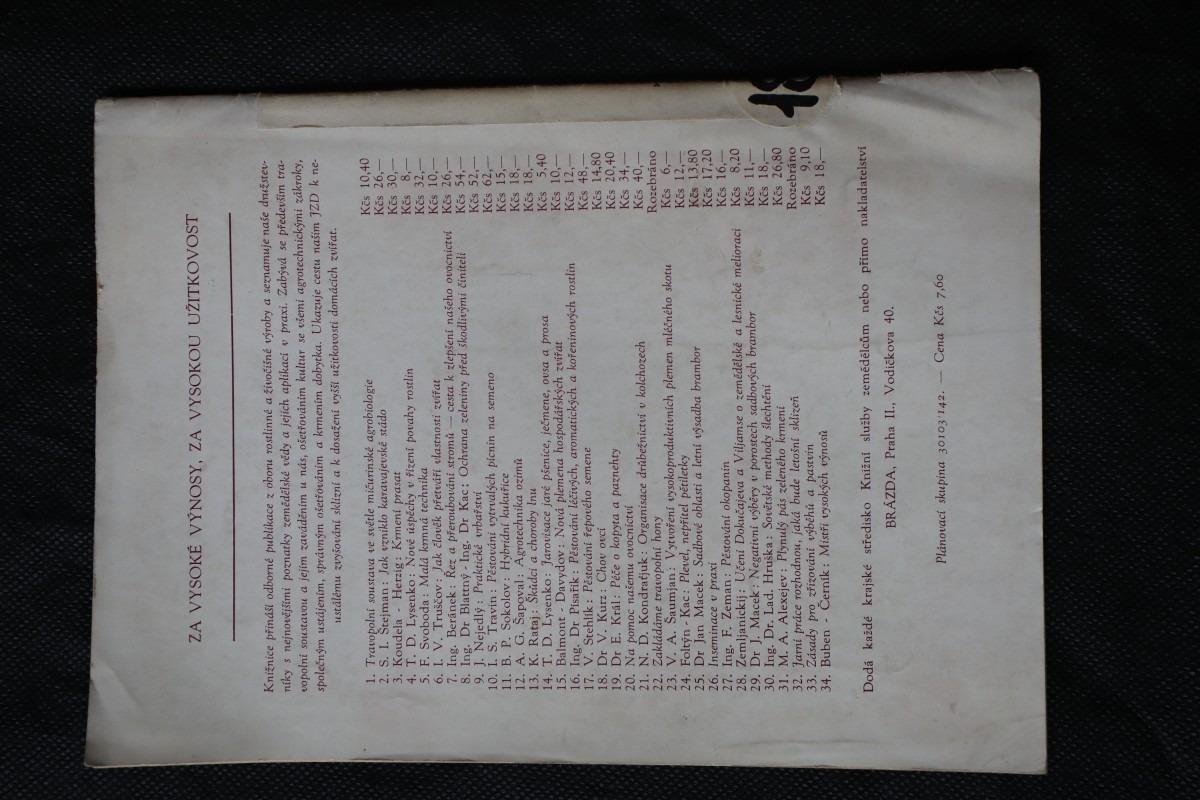 ZA VYSOKÉ VÝNOSY, ZA VYSOKOU UŽITKOVOST
Knižnice přináší odborné publikace z oboru rostlinné a živočišné výroby a seznamuje naše družstev-
níky s nejnovějšími poznatky zemědělské vědy a jejich aplikací v praxi. Zabývá se především tra-
vopolní soustavou a jejím zaváděním u nás, ošetřováním kultur se všemi agrotechnickými zákroky,
společným ustájením, správným ošetřováním a krmením dobytka. Ukazuje cestu našim JZD k ne-
ustálému zvyšování sklizní a k dosažení vyšší užitkovosti domácích zvířat.
1. Travopolní soustava ve světle mičurinské agrobiologie Kčs 10,40
2. S. I. Štejman: Jak vzniklo karavajevské stádo Kčs 26,—
3. Koudela - Hertzig: Krmení prasat Kčs 30,—
4. T. D. Lysenko: Nové úspěchy v řízení povahy rostlin Kčs 8,—
5. F. Svoboda: Malá krmná technika Kčs 32,—
6. I. V. Truščov: Jak člověk přetváří vlastnosti zvířat Kčs 10,—
7. Ing. Beránek: Řez a přeroubování stromů — cesta k zlepšení našeho ovocnictví Kčs 26,—
8. Ing. Dr Blattný - Ing. Dr. Kac: Ochrana zeleniny před škodlivými činiteli Kčs 54,—
9. J. Nejedlý: Praktické vrbařství Kčs 52,—
10. I. S. Travin: Pěstování vytrvalých pícnin na semeno Kčs 62,—
11. B. P. Sokolov: Hybridní kukuřice Kčs 15,—
12. A. G. Šapoval: Agrotechnika ozimů Kčs 18,—
13. K. Rataj: Škůdci a choroby lnu Kčs 18,—
14. T. D. Lysenko: Jarovisace jaré pšenice, ječmene, ovsa a prosa Kčs 5,40
15. Balmont - Davydov: Nová plemena hospodářských zvířat Kčs 10,—
16. Ing. Dr Pisařík: Pěstování léčivých, aromatických a kořeninových rostlin Kčs 12,—
17. V. Stehlík: Pěstování řepového semene Kčs 48,—
18. Dr V. Kurz: Chov ovcí Kčs 14,80
19. Dr E. Král: Péče o kopyta a paznehty Kčs 20,40
20. Na pomoc našemu ovocnictví Kčs 34,—
21. N. D. Kondraťjuk: Organisace drůbežnictví v kolchozech Kčs 40,—
22. Zakládáme travopolní hony Rozebráno
23. V. A. Šaumjan: Vytvoření vysokoproduktivních plemen mléčného skotu Kčs 6,—
24. Foltýn - Kac: Plevel, nepřítel pětiletky Kčs 12,—
25. Dr Jan Macek: Sadbové oblasti a letní výsadba brambor Kčs 13,80
26. Inseminace v praxi Kčs 17,20
27. Ing. F. Zeman: Pěstování okopanin Kčs 16,—
28. Zemljanickij: Učení Dokučajeva a Viljamse o zemědělské a lesnické melioraci Kčs 8,20
29. Dr J. Macek: Negativní výběry v porostech sadbových brambor Kčs 11,—
30. Ing. Dr. Lad. Hruška: Sovětské methody šlechtění Kčs 18,—
31. M. A. Alexejev: Plynulý pás zeleného krmení Kčs 26,80
32. Jarní práce rozhodnou, jaká bude letošní sklizeň Rozebráno
33. Zásady pro zřizování výběhů a pastvin Kčs 9,10
34. Buben - Černík: Mistři vysokých výnosů Kčs 18,—
Dodá každé krajské středisko Knižní služby zemědělcům nebo přímo nakladatelství
BRÁZDA, Praha II., Vodičkova 40.
Plánovací skupina 30103·142. — Cena Kčs 7,60